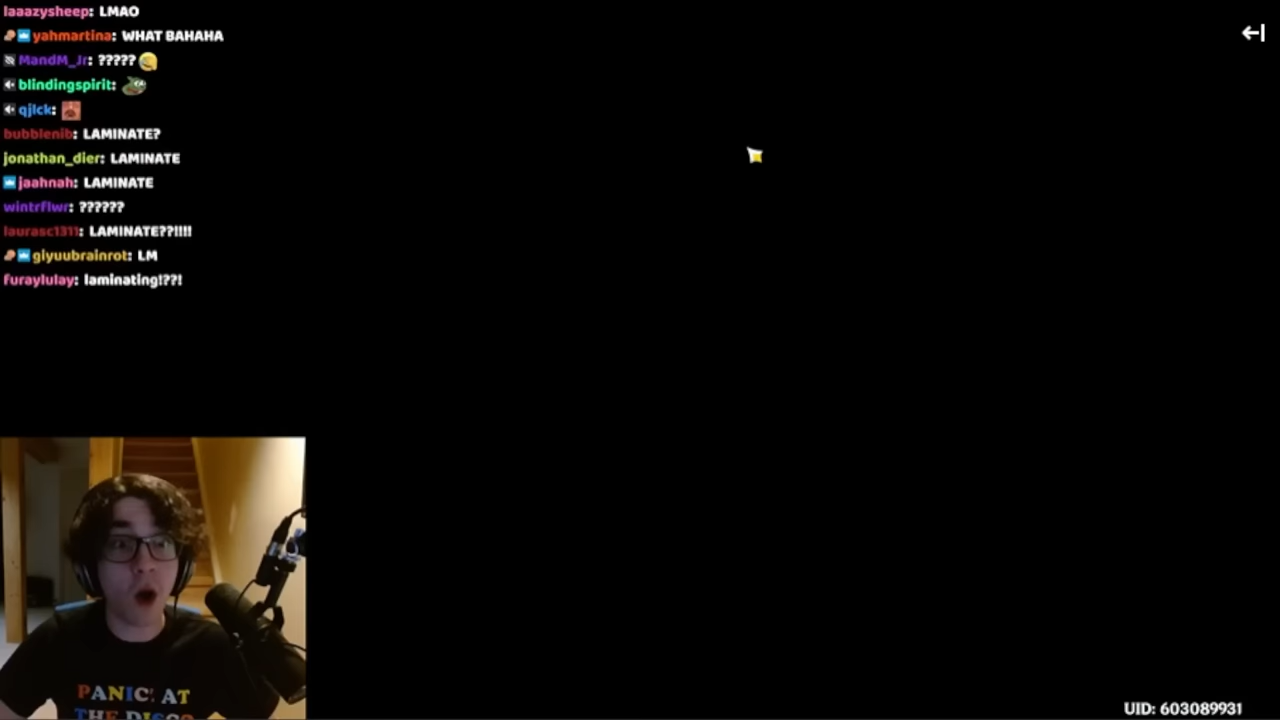 laaazysheep: LMAO
yahmartina: WHAT BAHAHA
MandM_Jr: ?????
blindingspirit:
qjlck:
bubblenib: LAMINATE?
jonathan_dier: LAMINATE
jaahnah: LAMINATE
wintrflwr: ??????
laurasc1311: LAMINATE??!!!!
giyuubrainrot: LM
furaylulay: laminating!??!
PANIC! AT
THE DISCO
UID: 603089931